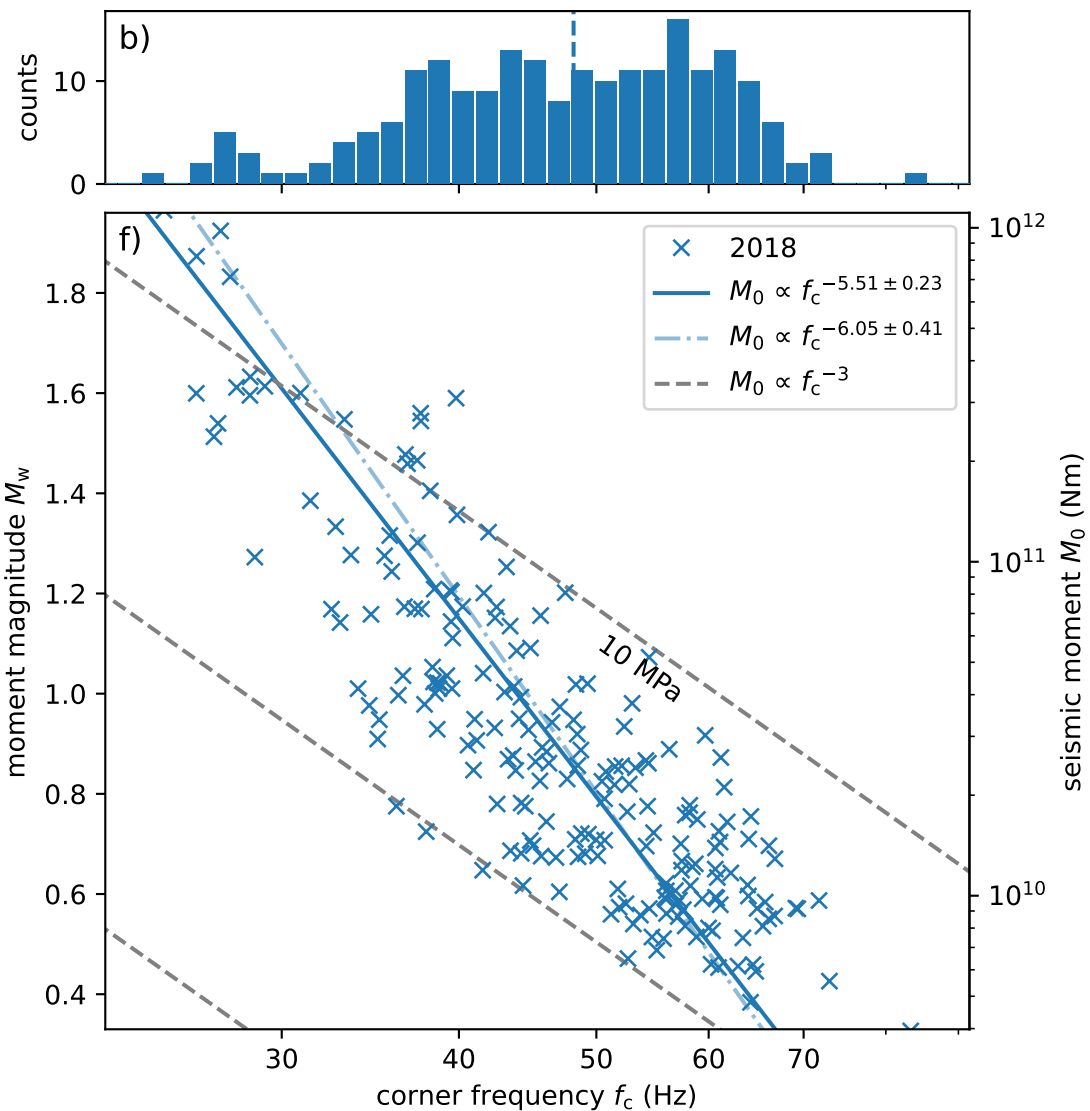 b)
counts
10
0
f)
2018
M₀ ∝ f_c^−5.51 ± 0.23
M₀ ∝ f_c^−6.05 ± 0.41
M₀ ∝ f_c^−3
10 MPa
moment magnitude M_w
1.8
1.6
1.4
1.2
1.0
0.8
0.6
0.4
10¹²
10¹¹
10¹⁰
seismic moment M₀ (Nm)
30 40 50 60 70
corner frequency f_c (Hz)